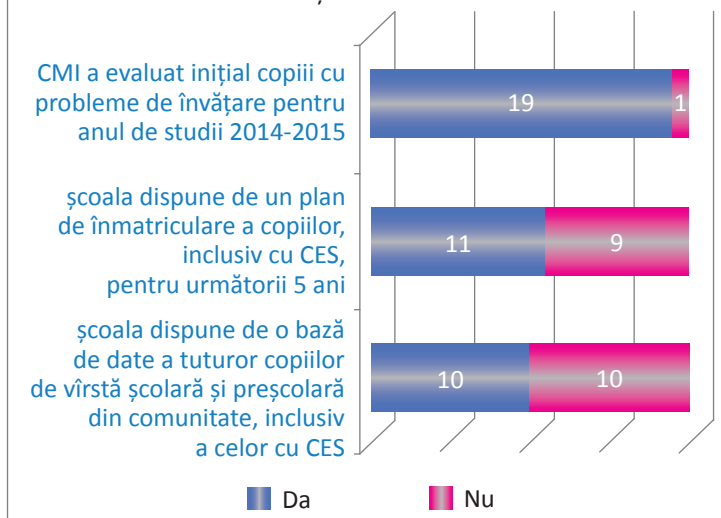 CMI a evaluat inițial copiii cu
probleme de învățare pentru
anul de studii 2014-2015
19
1
școala dispune de un plan
de înmatriculare a copiilor,
inclusiv cu CES,
pentru următorii 5 ani
11
9
școala dispune de o bază
de date a tuturor copiilor
de vîrstă școlară și preșcolară
din comunitate, inclusiv
a celor cu CES
10
10
Da
Nu